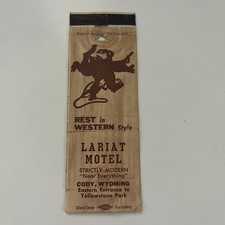 REST in
WESTERN Style
LARIAT
MOTEL
STRICTLY MODERN
"Near Everything"
CODY, WYOMING
Eastern Entrance to
Yellowstone Park